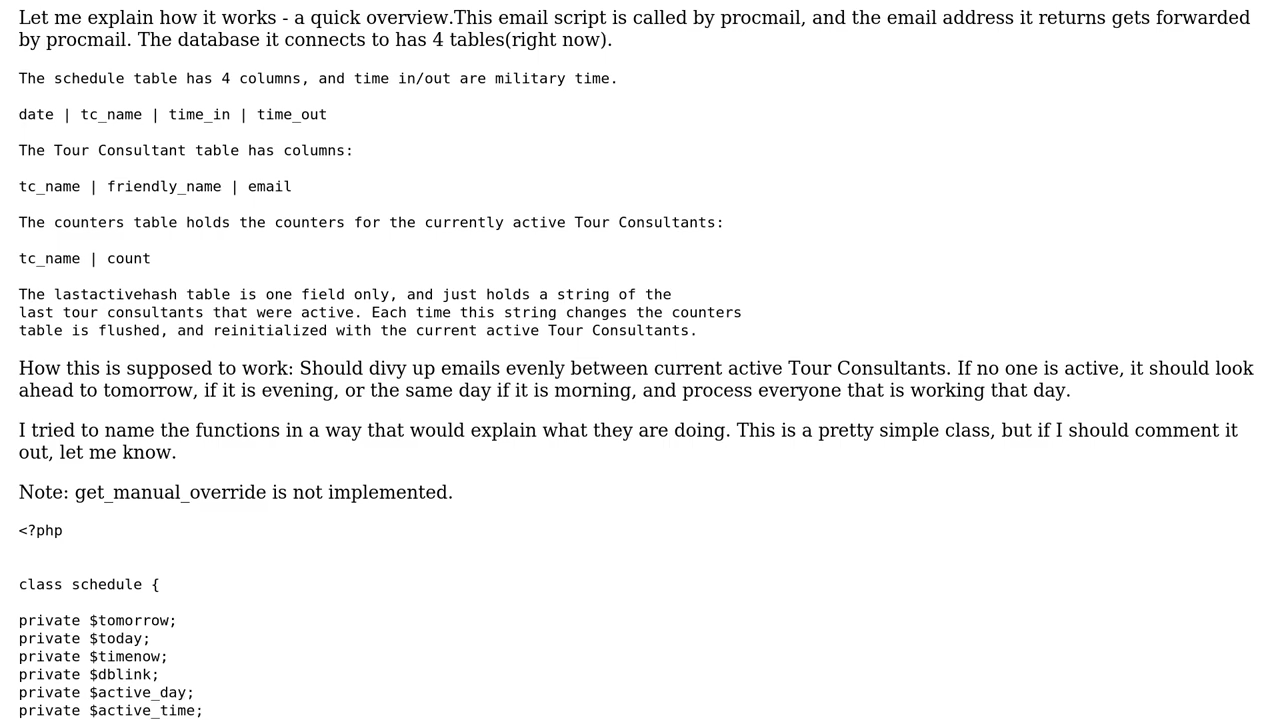 Let me explain how it works - a quick overview.This email script is called by procmail, and the email address it returns gets forwarded
by procmail. The database it connects to has 4 tables(right now).
The schedule table has 4 columns, and time in/out are military time.
date | tc_name | time_in | time_out
The Tour Consultant table has columns:
tc_name | friendly_name | email
The counters table holds the counters for the currently active Tour Consultants:
tc_name | count
The lastactivehash table is one field only, and just holds a string of the
last tour consultants that were active. Each time this string changes the counters
table is flushed, and reinitialized with the current active Tour Consultants.
How this is supposed to work: Should divy up emails evenly between current active Tour Consultants. If no one is active, it should look
ahead to tomorrow, if it is evening, or the same day if it is morning, and process everyone that is working that day.
I tried to name the functions in a way that would explain what they are doing. This is a pretty simple class, but if I should comment it
out, let me know.
Note: get_manual_override is not implemented.
<?php
class schedule {
private $tomorrow;
private $today;
private $timenow;
private $dblink;
private $active_day;
private $active_time;